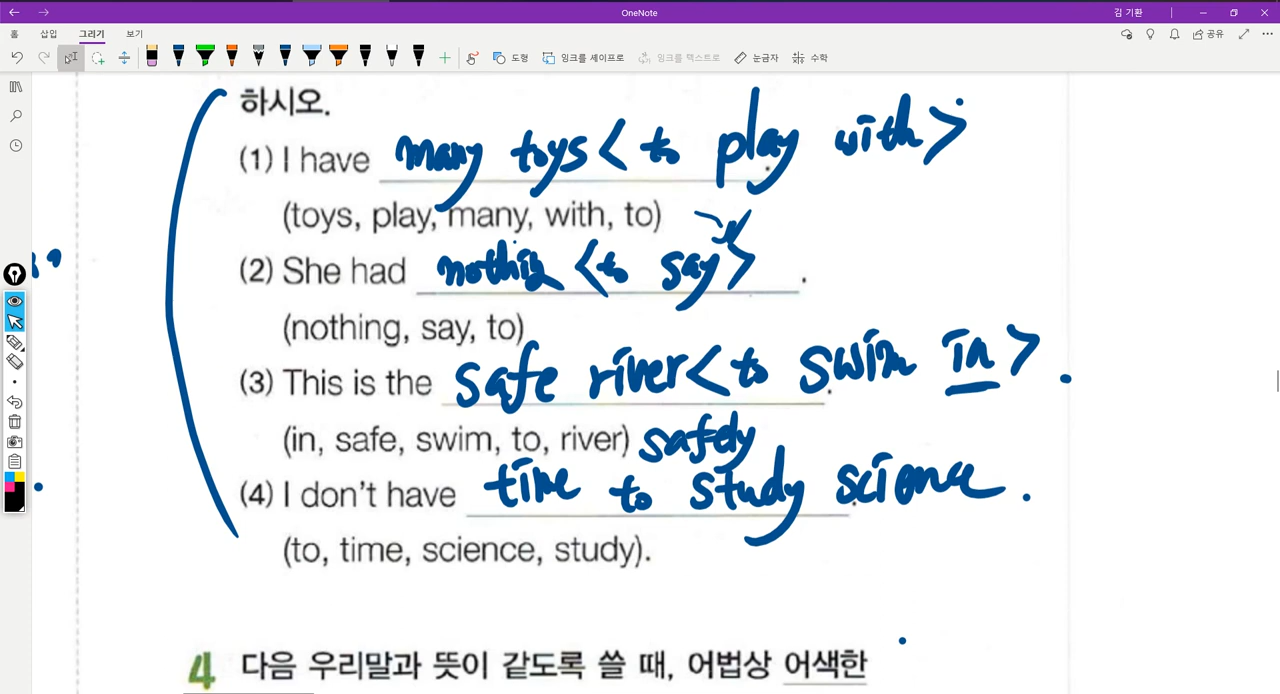 OneNote
김 기환
홈 삽입 그리기 보기
도형 잉크를 셰이프로 잉크를 텍스트로 눈금자 수학 공유
하시오.
(1) I have many toys < to play with > .
(toys, play, many, with, to)
(2) She had nothing < to say > .
(nothing, say, to)
(3) This is the safe river < to swim in > .
(in, safe, swim, to, river) safely
(4) I don't have time to study science .
(to, time, science, study).
4 다음 우리말과 뜻이 같도록 쓸 때, 어법상 어색한